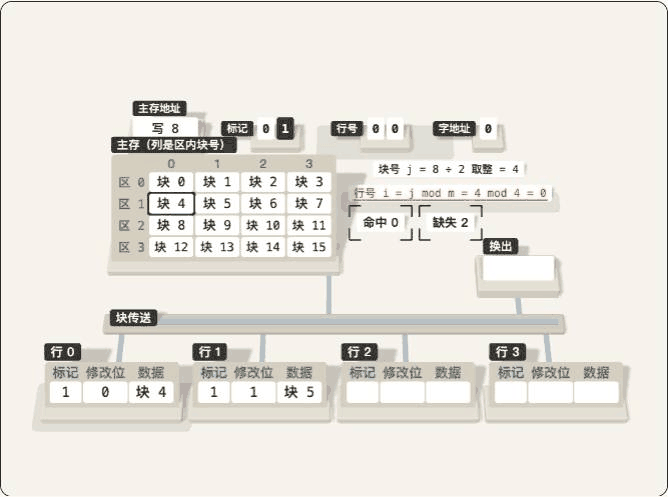 主存地址
写 8
标记 0 1 行号 0 0 字地址 0
主存（列是区内块号）
0 1 2 3
区 0 块 0 块 1 块 2 块 3
区 1 块 4 块 5 块 6 块 7
区 2 块 8 块 9 块 10 块 11
区 3 块 12 块 13 块 14 块 15
块号 j = 8 ÷ 2 取整 = 4
行号 i = j mod m = 4 mod 4 = 0
命中 0 缺失 2
换出
块传送
行 0
标记 修改位 数据
1 0 块 4
行 1
标记 修改位 数据
1 1 块 5
行 2
标记 修改位 数据
行 3
标记 修改位 数据